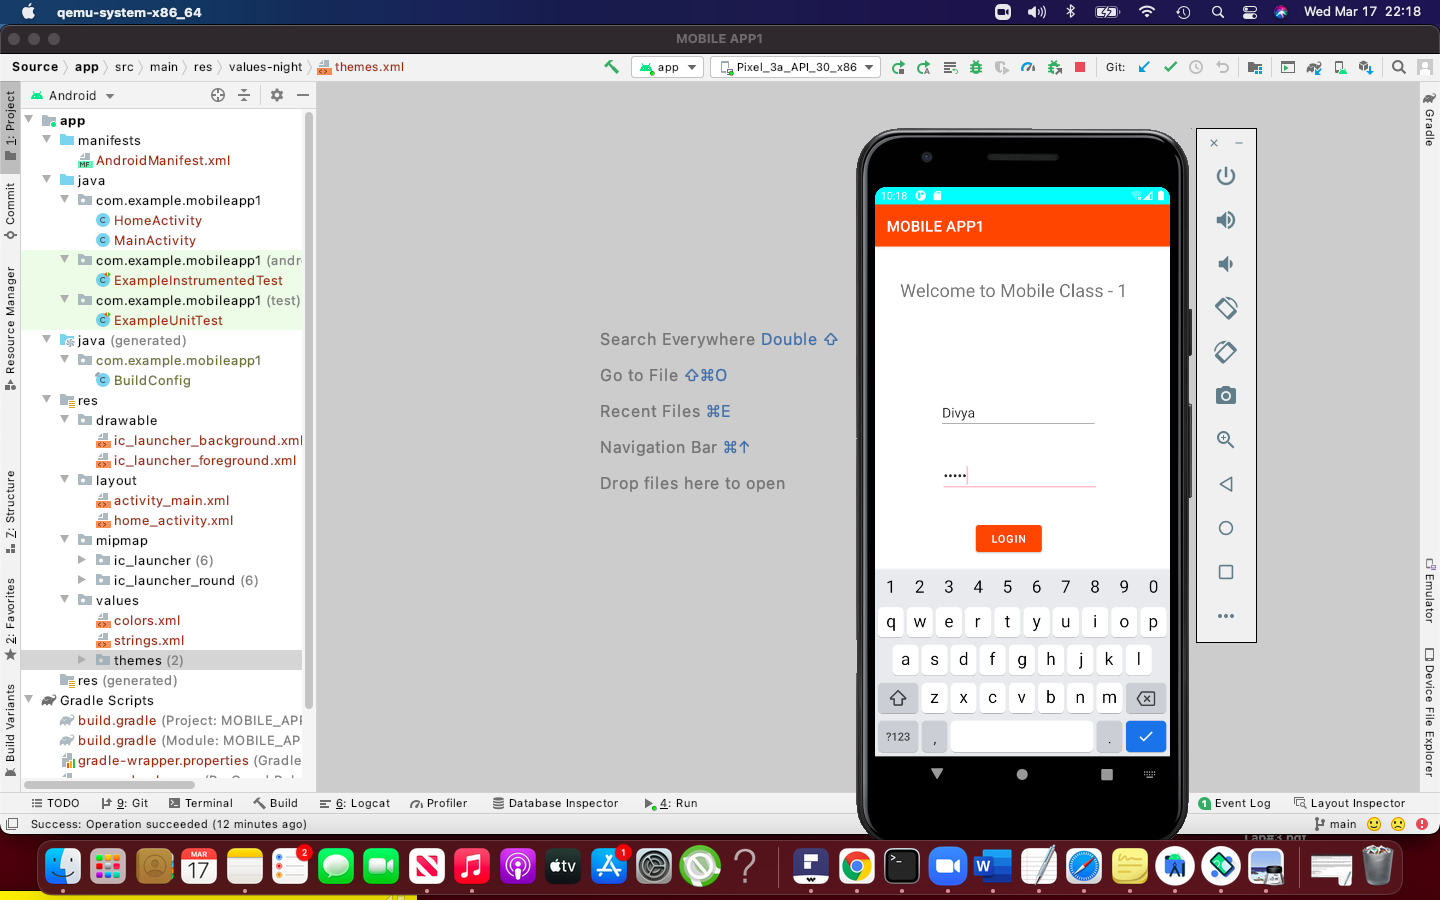 qemu-system-x86_64
Wed Mar 17 22:18
MOBILE APP1
Source app src main res values-night themes.xml
app
Pixel_3a_API_30_x86
Git:
Android
1: Project
Commit
Resource Manager
Z: Structure
2: Favorites
Build Variants
app
manifests
MF AndroidManifest.xml
java
com.example.mobileapp1
C HomeActivity
C MainActivity
com.example.mobileapp1 (andr
C ExampleInstrumentedTest
com.example.mobileapp1 (test)
C ExampleUnitTest
java (generated)
com.example.mobileapp1
C BuildConfig
res
drawable
ic_launcher_background.xml
ic_launcher_foreground.xml
layout
activity_main.xml
home_activity.xml
mipmap
ic_launcher (6)
ic_launcher_round (6)
values
colors.xml
strings.xml
themes (2)
res (generated)
Gradle Scripts
build.gradle (Project: MOBILE_APP
build.gradle (Module: MOBILE_AP
gradle-wrapper.properties (Gradle
Search Everywhere Double ⇧
Go to File ⇧⌘O
Recent Files ⌘E
Navigation Bar ⌘↑
Drop files here to open
10:18
MOBILE APP1
Welcome to Mobile Class - 1
Divya
•••••
LOGIN
1 2 3 4 5 6 7 8 9 0
q w e r t y u i o p
a s d f g h j k l
z x c v b n m
?123 , .
Gradle
Emulator
Device File Explorer
TODO 9: Git Terminal Build 6: Logcat Profiler Database Inspector 4: Run 1 Event Log Layout Inspector
Success: Operation succeeded (12 minutes ago)
main
MAR
17
2
tv
1
W